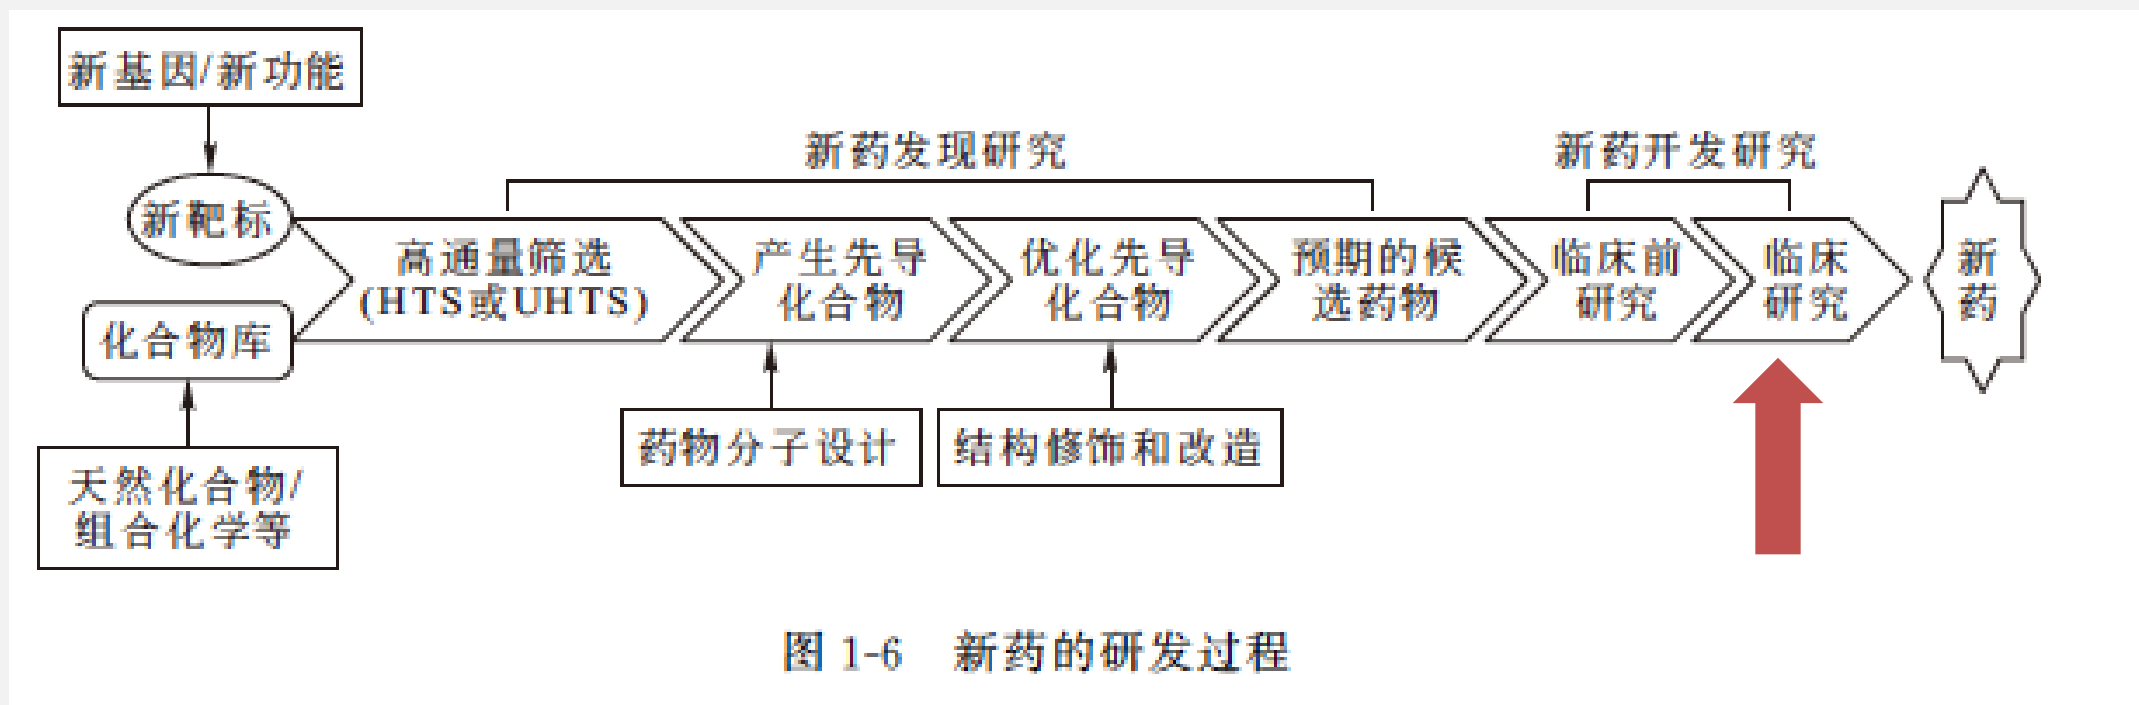 新基因/新功能
新药发现研究
新药开发研究
新靶标
高通量筛选
(HTS或UHTS)
产生先导
化合物
优化先导
化合物
预期的候
选药物
临床前
研究
临床
研究
新
药
化合物库
药物分子设计
结构修饰和改造
天然化合物/
组合化学等
图 1-6 新药的研发过程